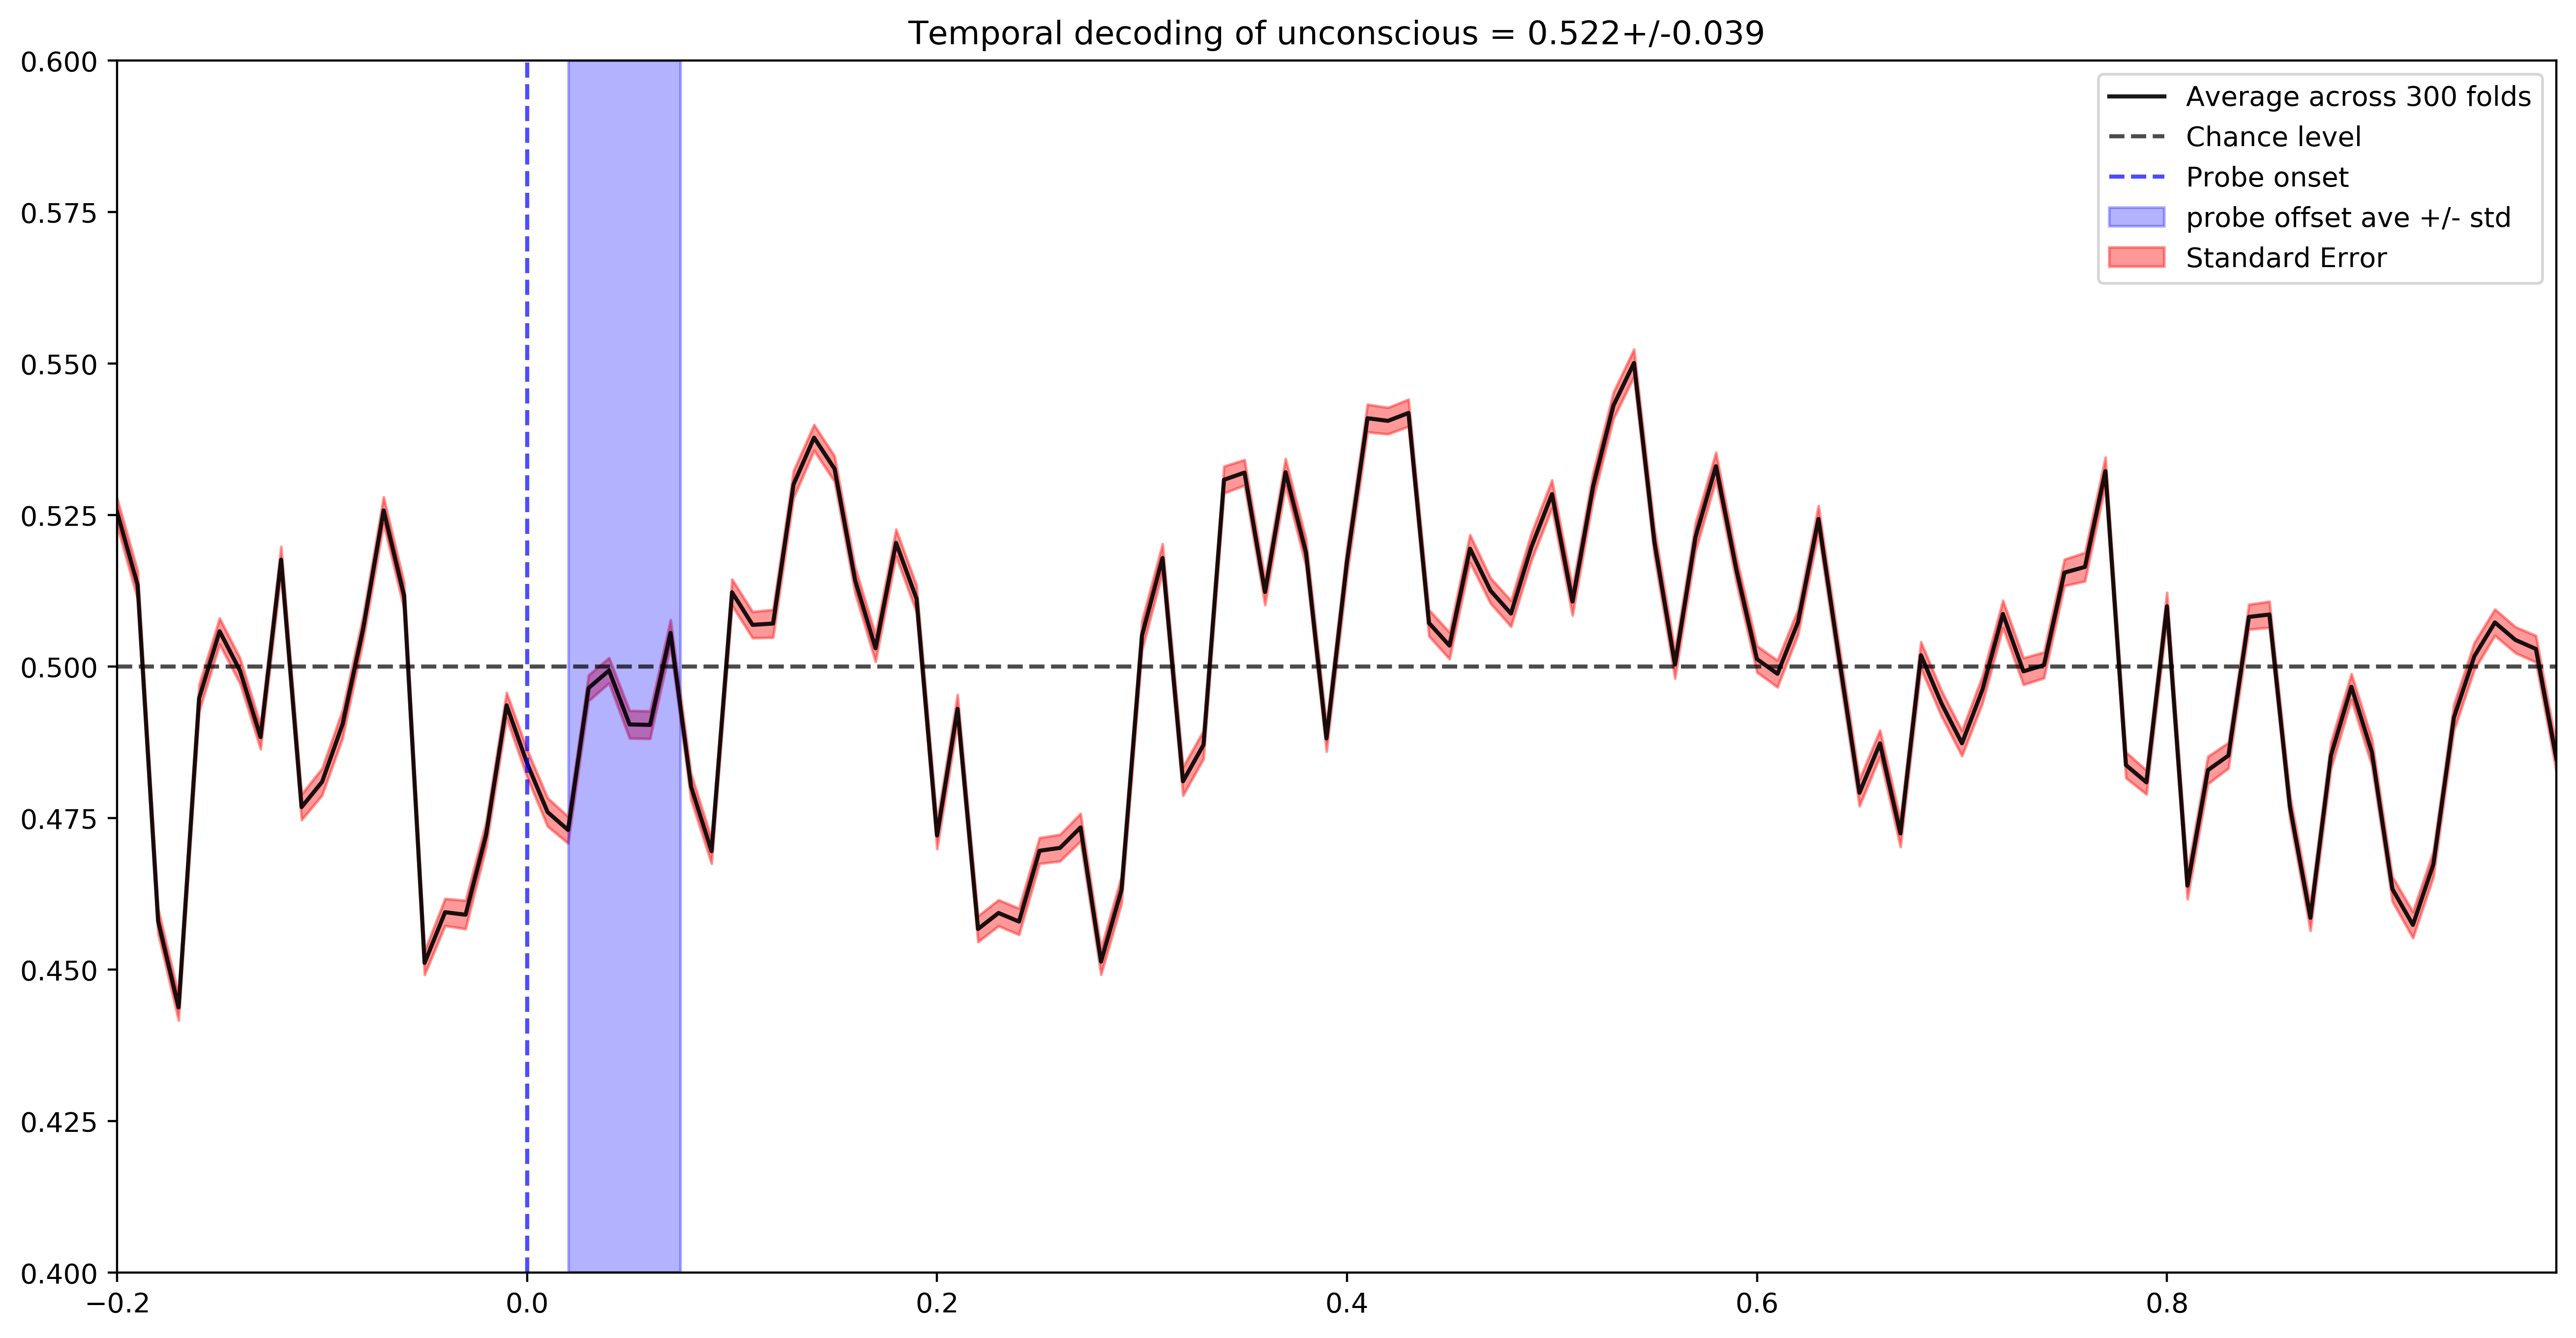 Temporal decoding of unconscious = 0.522+/-0.039
0.600
0.575
0.550
0.525
0.500
0.475
0.450
0.425
0.400
Average across 300 folds
Chance level
Probe onset
probe offset ave +/- std
Standard Error
−0.2
0.0
0.2
0.4
0.6
0.8